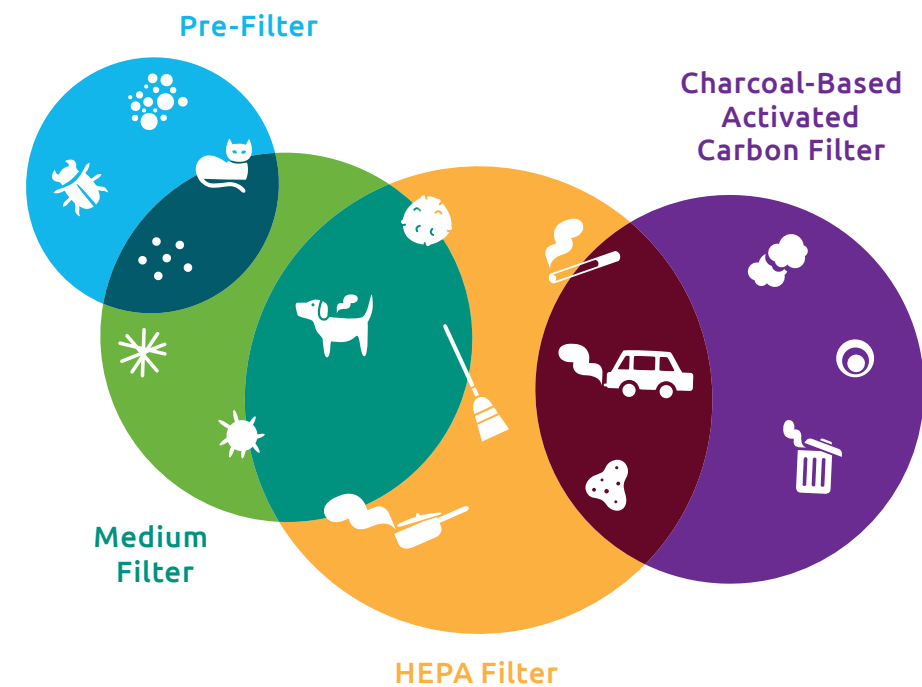 Pre-Filter
Charcoal-Based
Activated
Carbon Filter
Medium
Filter
HEPA Filter